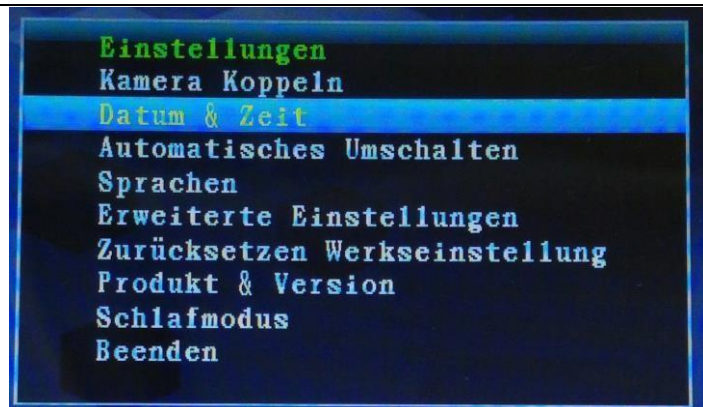 Einstellungen
Kamera Koppeln
Datum & Zeit
Automatisches Umschalten
Sprachen
Erweiterte Einstellungen
Zurücksetzen Werkseinstellung
Produkt & Version
Schlafmodus
Beenden